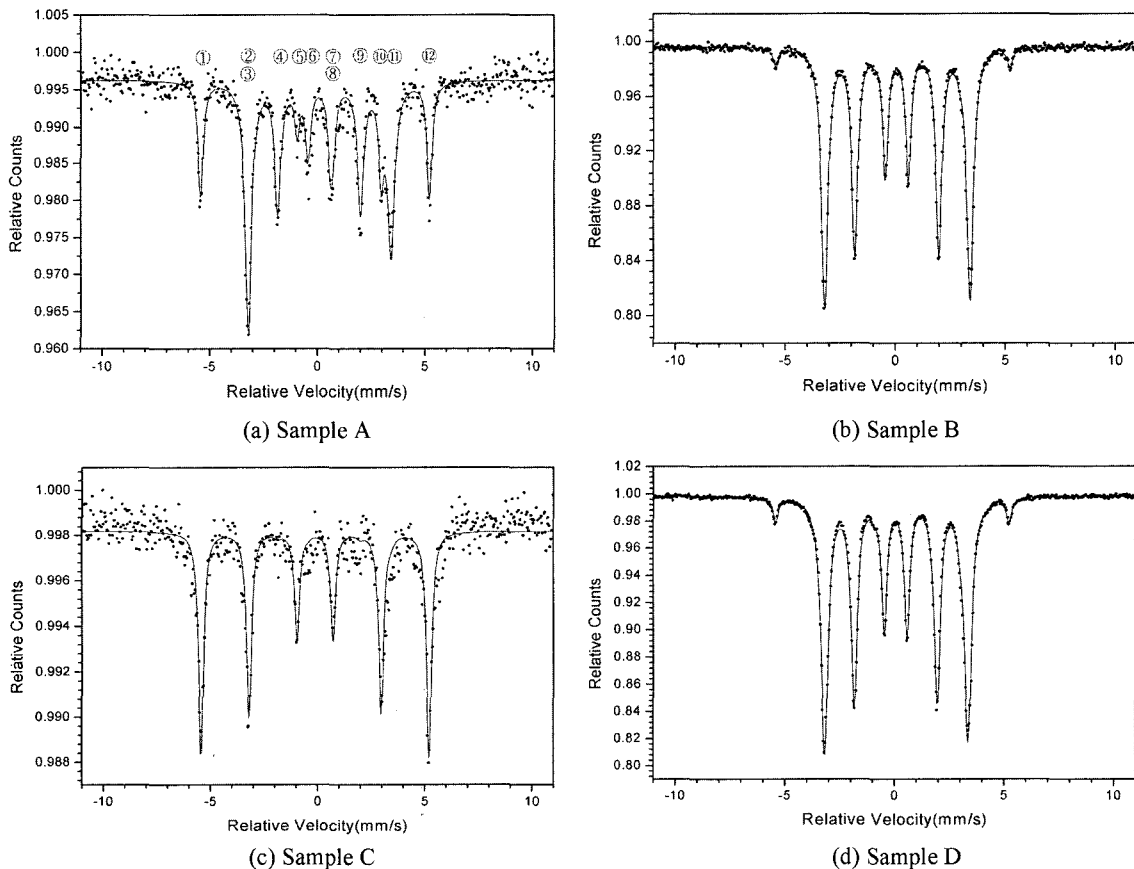 1.005
1.000
0.995
0.990
0.985
0.980
0.975
0.970
0.965
0.960
Relative Counts
① ② ④ ⑤ ⑥ ⑦ ⑨ ⑩ ⑪ ⑫
③ ⑧
-10 -5 0 5 10
Relative Velocity(mm/s)
(a) Sample A
1.00
0.96
0.92
0.88
0.84
0.80
Relative Counts
-10 -5 0 5 10
Relative Velocity(mm/s)
(b) Sample B
1.000
0.998
0.996
0.994
0.992
0.990
0.988
Relative Counts
-10 -5 0 5 10
Relative Velocity(mm/s)
(c) Sample C
1.02
1.00
0.98
0.96
0.94
0.92
0.90
0.88
0.86
0.84
0.82
0.80
Relative Counts
-10 -5 0 5 10
Relative Velocity(mm/s)
(d) Sample D